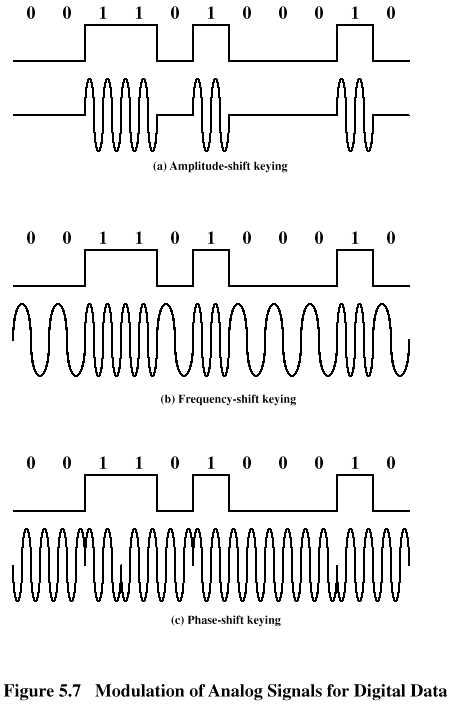 0 0 1 1 0 1 0 0 0 1 0
(a) Amplitude-shift keying
0 0 1 1 0 1 0 0 0 1 0
(b) Frequency-shift keying
0 0 1 1 0 1 0 0 0 1 0
(c) Phase-shift keying
Figure 5.7 Modulation of Analog Signals for Digital Data